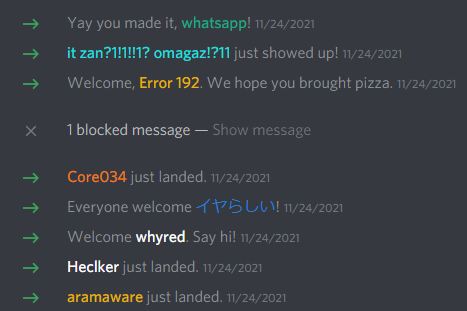 Yay you made it, whatsapp! 11/24/2021
it zan?1!1!!1? omagaz!?11 just showed up! 11/24/2021
Welcome, Error 192. We hope you brought pizza. 11/24/2021
1 blocked message — Show message
Core034 just landed. 11/24/2021
Everyone welcome イヤらしい! 11/24/2021
Welcome whyred. Say hi! 11/24/2021
Heclker just landed. 11/24/2021
aramaware just landed. 11/24/2021